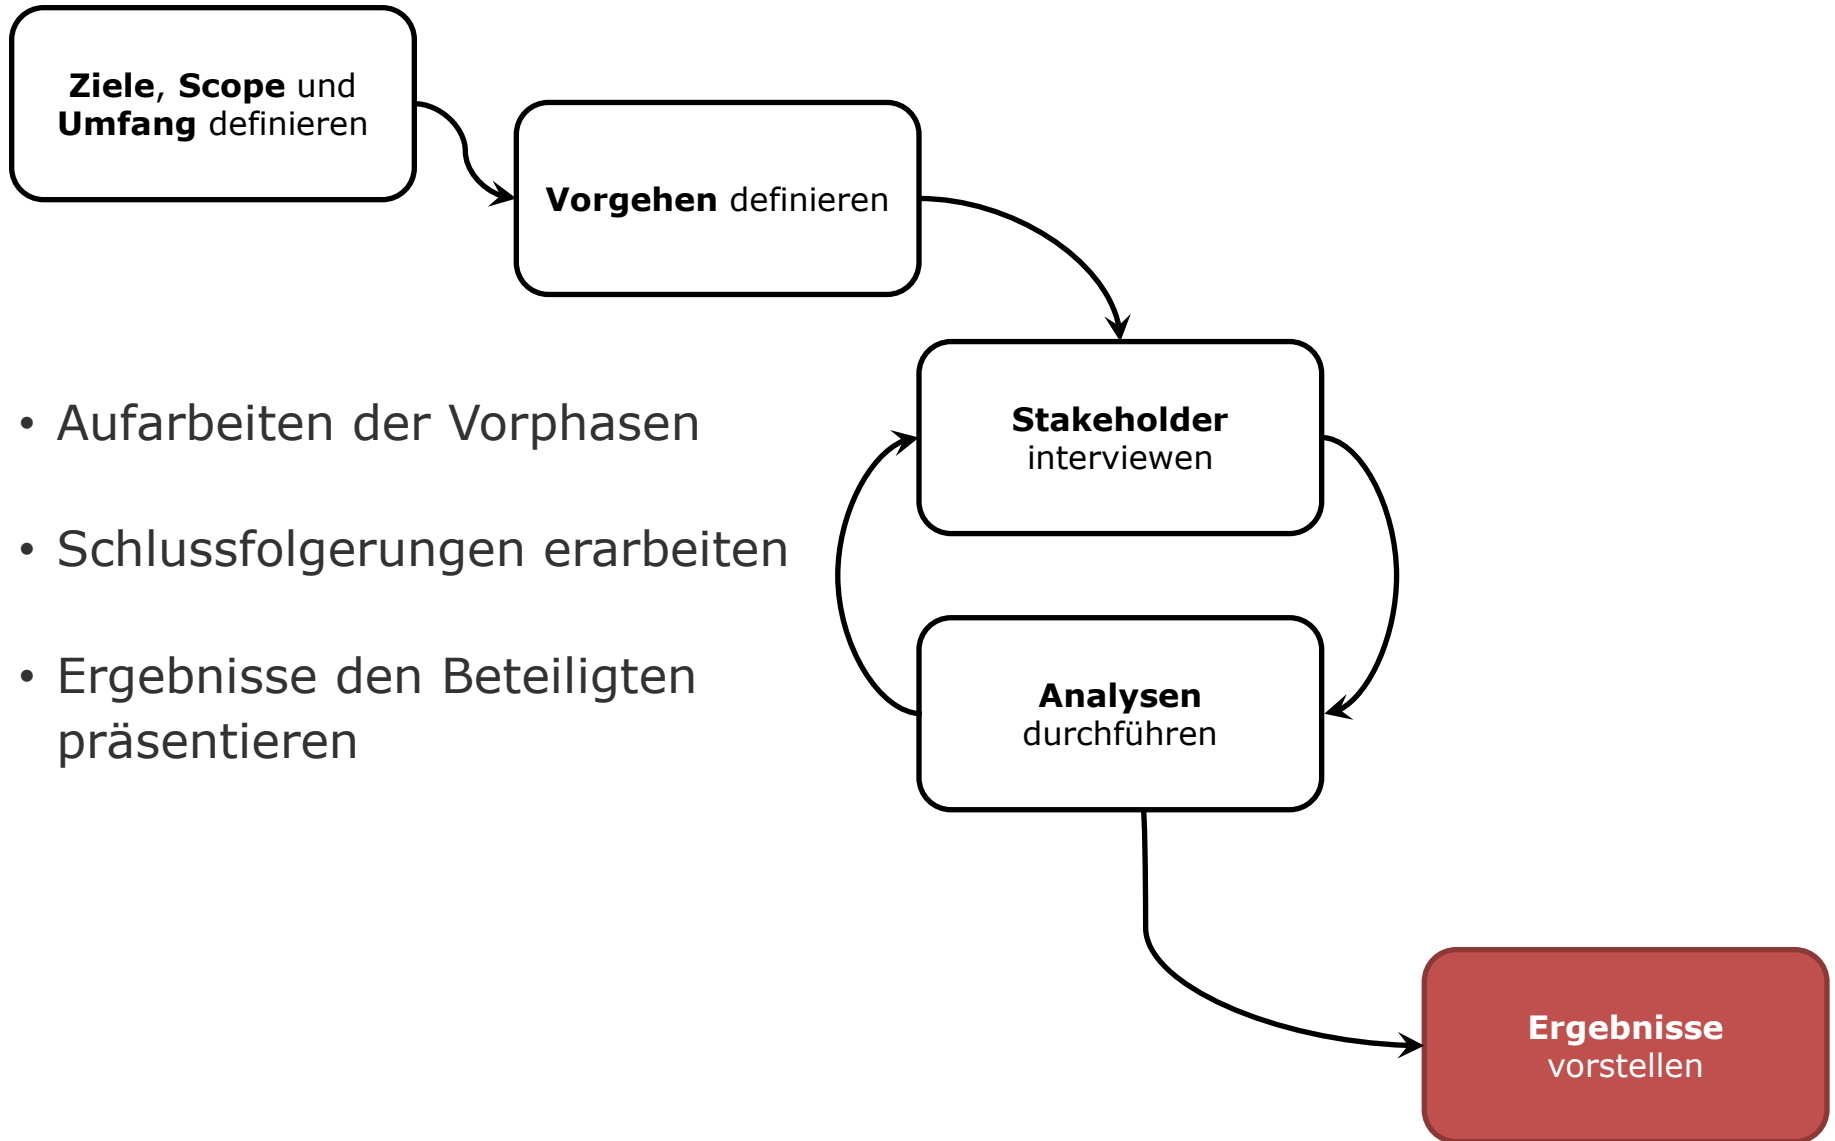 Ziele, Scope und
Umfang definieren
Vorgehen definieren
Stakeholder
interviewen
• Aufarbeiten der Vorphasen
• Schlussfolgerungen erarbeiten
• Ergebnisse den Beteiligten
präsentieren
Analysen
durchführen
Ergebnisse
vorstellen